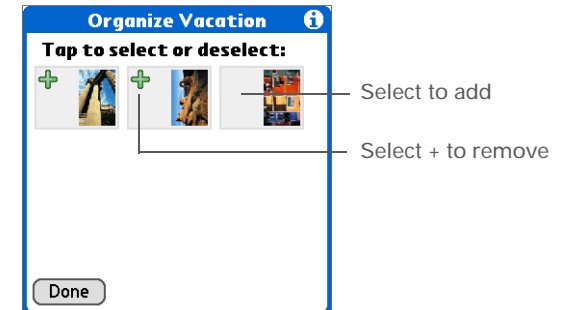 Organize Vacation
Tap to select or deselect:
Select to add
Select + to remove
Done